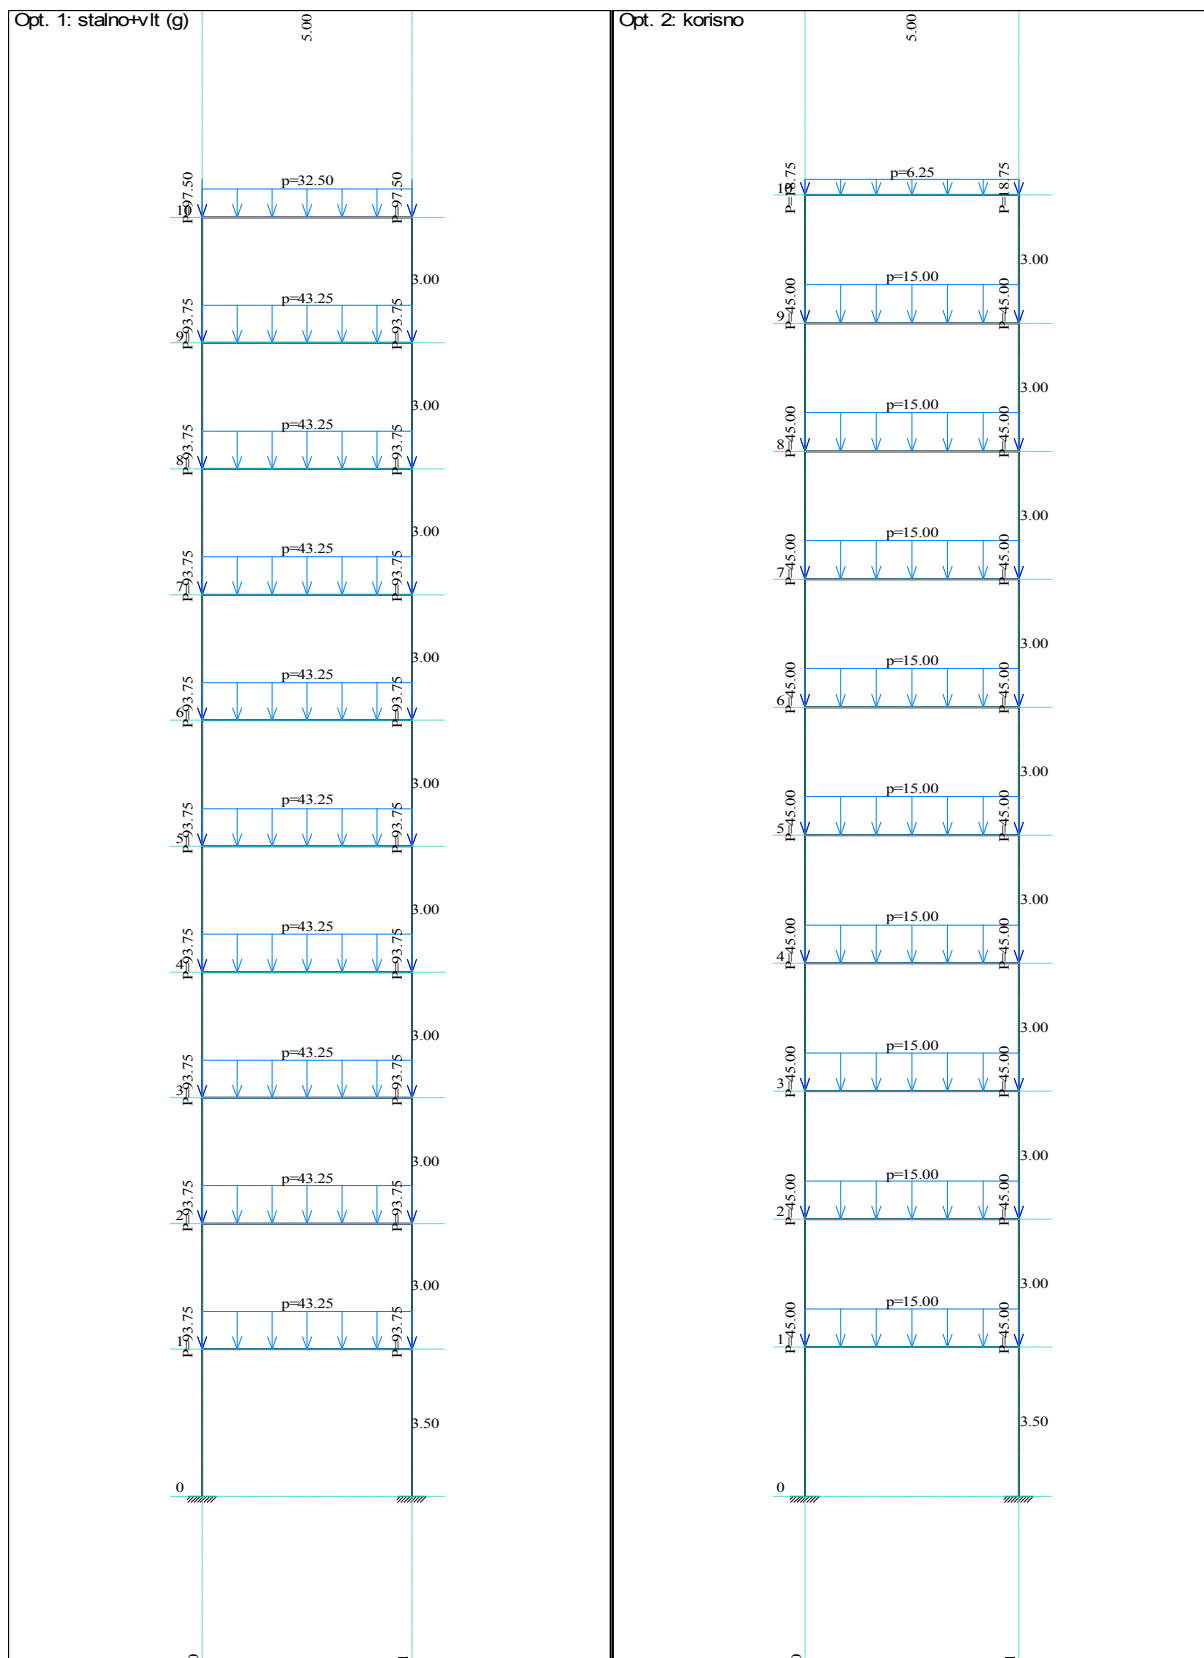 Opt. 1: stalno+vlt (g)
5.00
p=32.50
P=97.50
P=97.50
10
3.00
p=43.25
P=93.75
P=93.75
9
3.00
p=43.25
P=93.75
P=93.75
8
3.00
p=43.25
P=93.75
P=93.75
7
3.00
p=43.25
P=93.75
P=93.75
6
3.00
p=43.25
P=93.75
P=93.75
5
3.00
p=43.25
P=93.75
P=93.75
4
3.00
p=43.25
P=93.75
P=93.75
3
3.00
p=43.25
P=93.75
P=93.75
2
3.00
p=43.25
P=93.75
P=93.75
1
3.50
0
Opt. 2: korisno
5.00
p=6.25
P=18.75
P=18.75
10
3.00
p=15.00
P=45.00
P=45.00
9
3.00
p=15.00
P=45.00
P=45.00
8
3.00
p=15.00
P=45.00
P=45.00
7
3.00
p=15.00
P=45.00
P=45.00
6
3.00
p=15.00
P=45.00
P=45.00
5
3.00
p=15.00
P=45.00
P=45.00
4
3.00
p=15.00
P=45.00
P=45.00
3
3.00
p=15.00
P=45.00
P=45.00
2
3.00
p=15.00
P=45.00
P=45.00
1
3.50
0